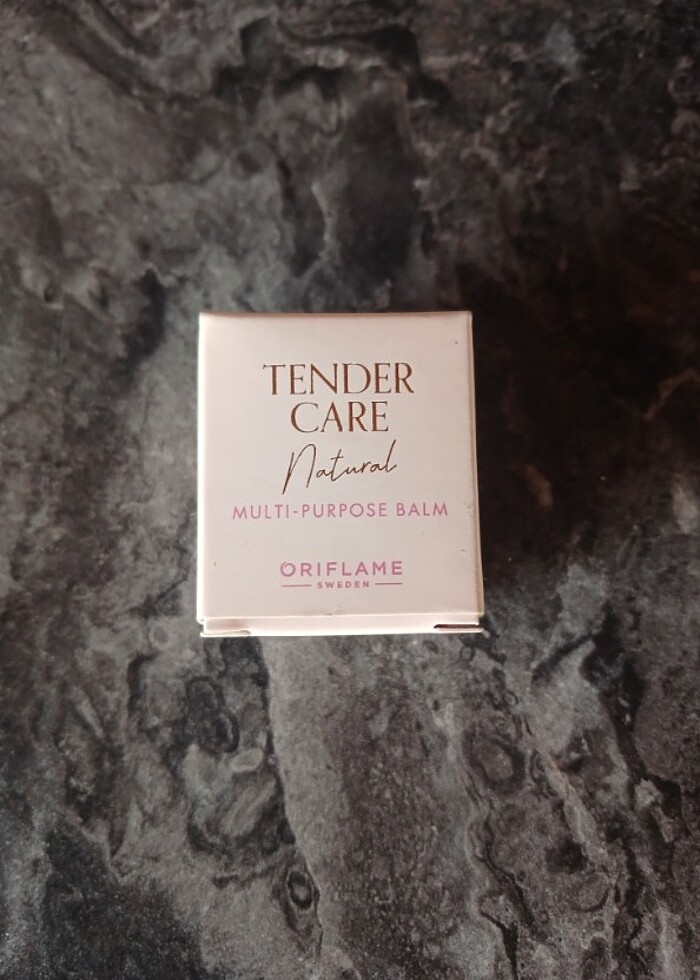 TENDER
CARE
Natural
MULTI-PURPOSE BALM
ORIFLAME
SWEDEN